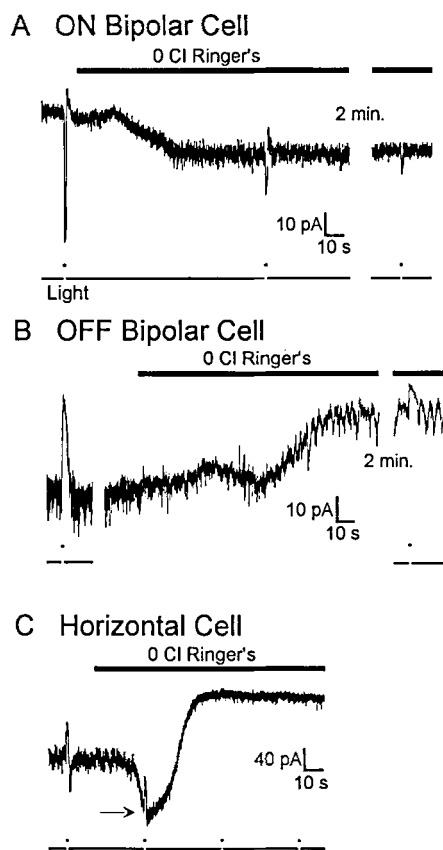 A ON Bipolar Cell
0 Cl Ringer's
2 min.
10 pA
10 s
Light
B OFF Bipolar Cell
0 Cl Ringer's
2 min.
10 pA
10 s
C Horizontal Cell
0 Cl Ringer's
40 pA
10 s